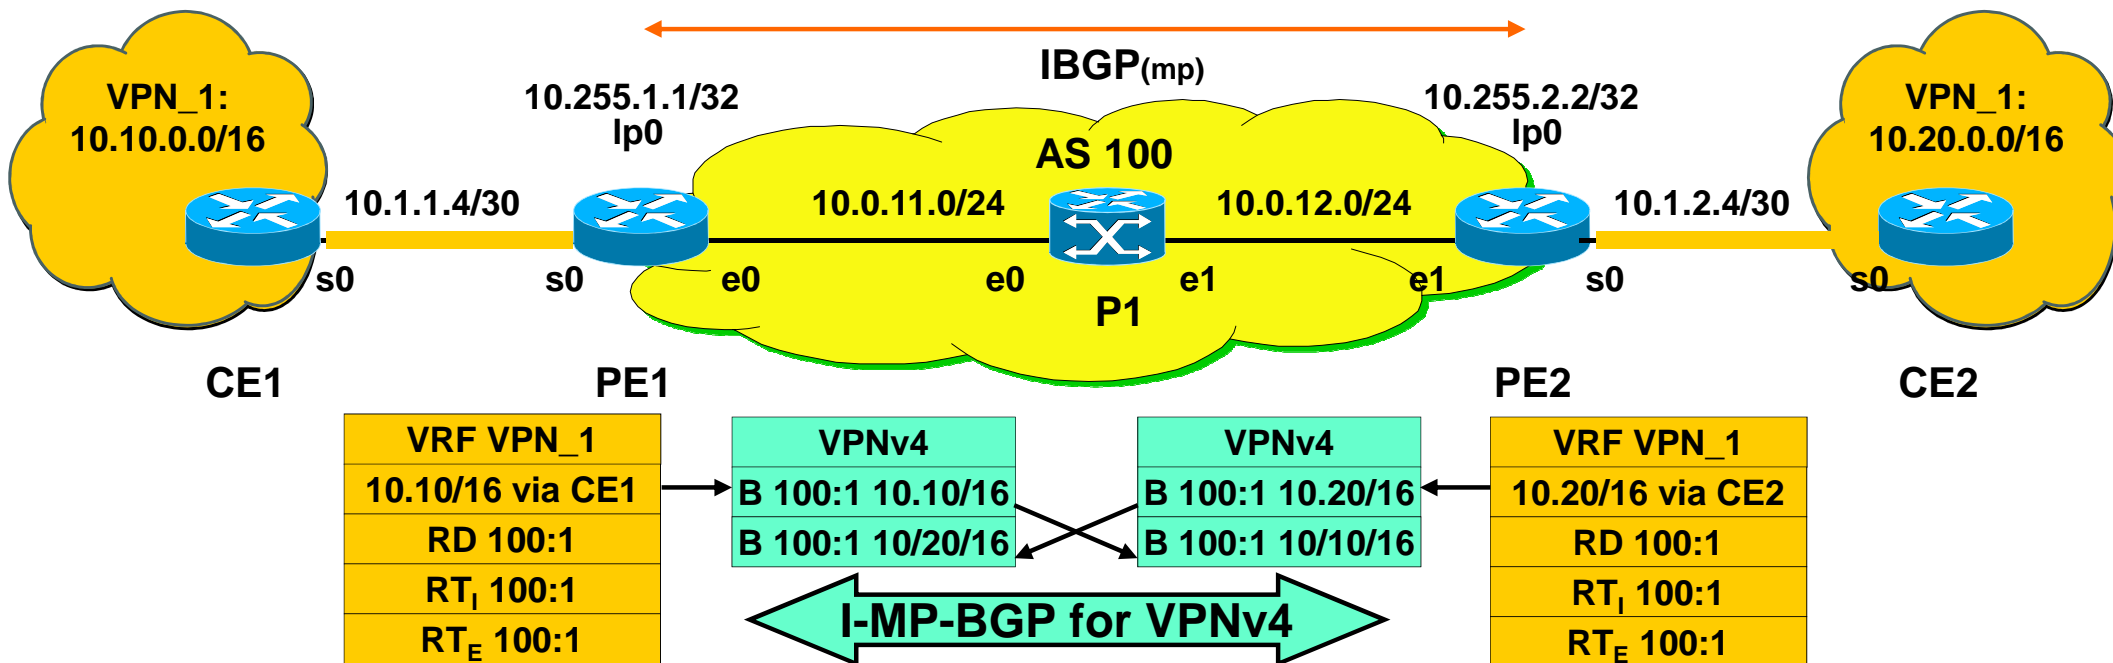 IBGP(mp)
VPN_1:
10.10.0.0/16
10.255.1.1/32
lp0
10.255.2.2/32
lp0
VPN_1:
10.20.0.0/16
AS 100
10.1.1.4/30
10.0.11.0/24
10.0.12.0/24
10.1.2.4/30
s0
s0
e0
e0
e1
e1
s0
s0
P1
CE1
PE1
PE2
CE2
VRF VPN_1
10.10/16 via CE1
RD 100:1
RTI 100:1
RTE 100:1
VPNv4
B 100:1 10.10/16
B 100:1 10/20/16
VPNv4
B 100:1 10.20/16
B 100:1 10/10/16
VRF VPN_1
10.20/16 via CE2
RD 100:1
RTI 100:1
RTE 100:1
I-MP-BGP for VPNv4